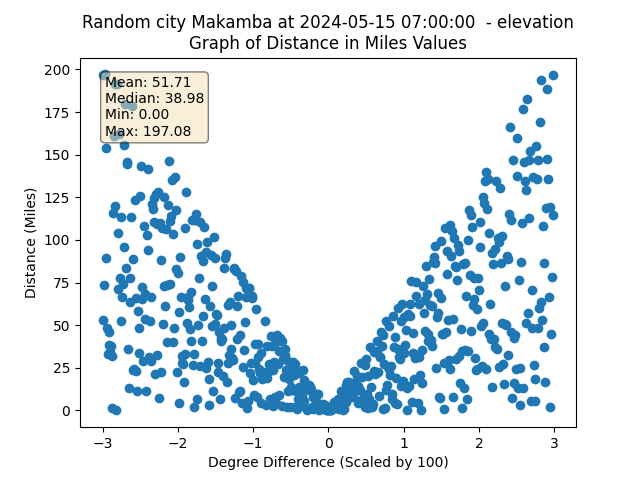 Random city Makamba at 2024-05-15 07:00:00  - elevation
Graph of Distance in Miles Values
Mean: 51.71
Median: 38.98
Min: 0.00
Max: 197.08
Distance (Miles)
200
175
150
125
100
75
50
25
0
−3 −2 −1 0 1 2 3
Degree Difference (Scaled by 100)